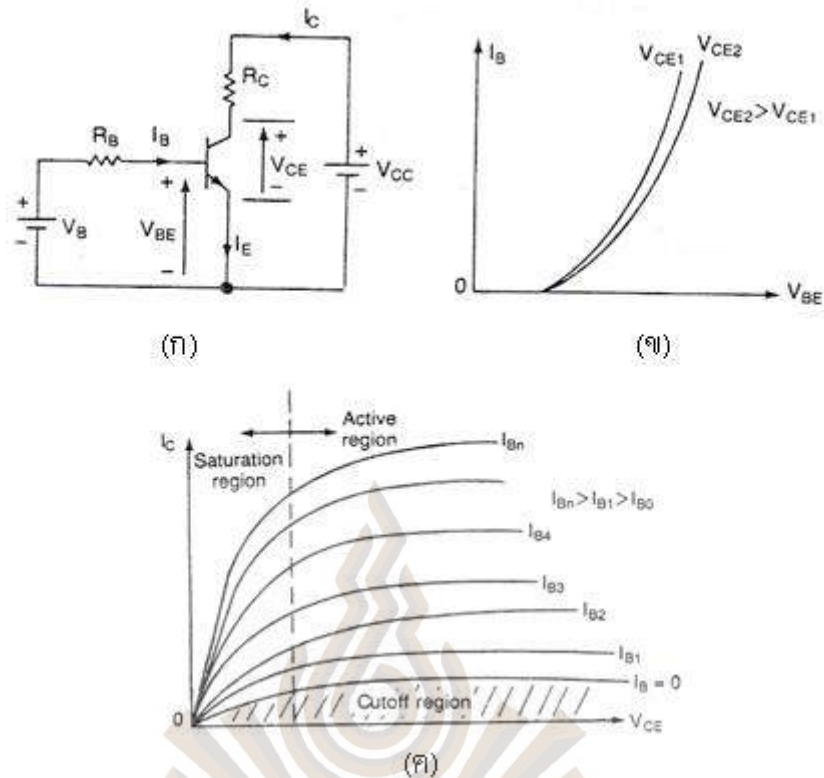 I_C
R_C
R_B
I_B
+
V_CE
-
+
V_CC
-
+
V_B
-
+
V_BE
-
I_E
(ก)
I_B
V_CE1
V_CE2
V_CE2>V_CE1
0
V_BE
(ข)
I_C
Saturation
region
Active
region
I_Bn
I_Bn>I_B1>I_B0
I_B4
I_B3
I_B2
I_B1
I_B = 0
Cutoff region
0
V_CE
(ค)